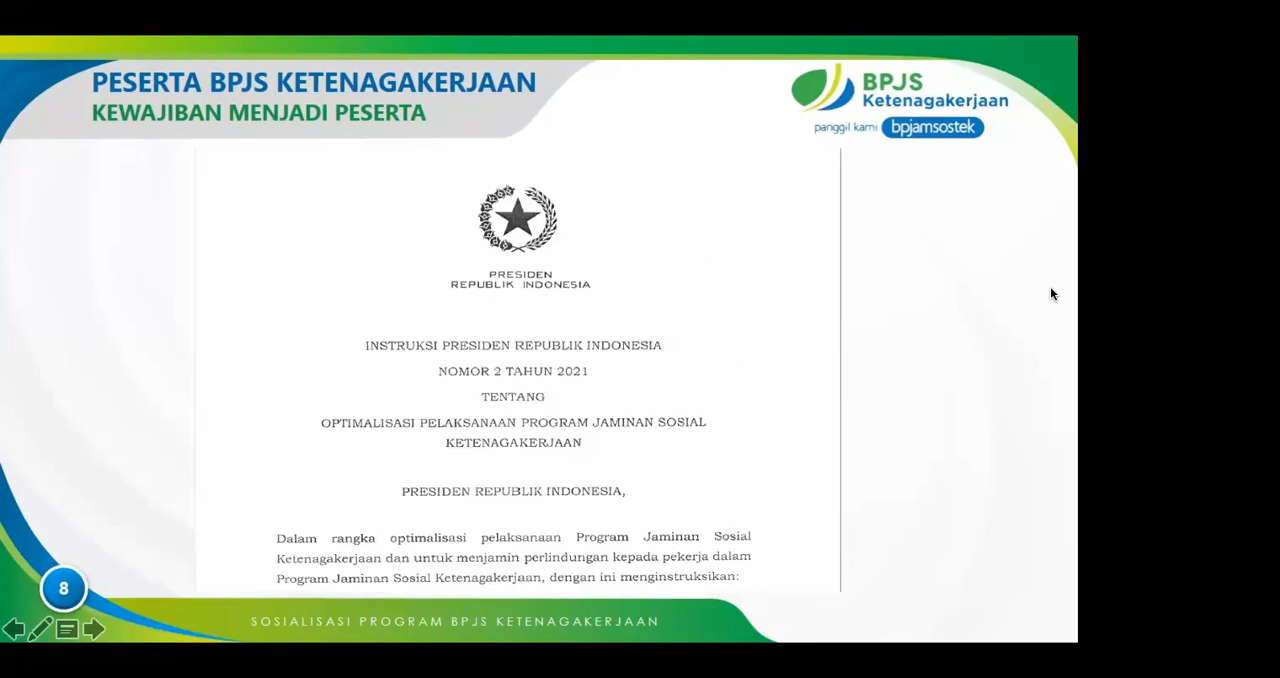 PESERTA BPJS KETENAGAKERJAAN
KEWAJIBAN MENJADI PESERTA
BPJS
Ketenagakerjaan
panggil kami bpjamsostek
PRESIDEN
REPUBLIK INDONESIA
INSTRUKSI PRESIDEN REPUBLIK INDONESIA
NOMOR 2 TAHUN 2021
TENTANG
OPTIMALISASI PELAKSANAAN PROGRAM JAMINAN SOSIAL
KETENAGAKERJAAN
PRESIDEN REPUBLIK INDONESIA,
Dalam rangka optimalisasi pelaksanaan Program Jaminan Sosial
Ketenagakerjaan dan untuk menjamin perlindungan kepada pekerja dalam
Program Jaminan Sosial Ketenagakerjaan, dengan ini menginstruksikan:
8
SOSIALISASI PROGRAM BPJS KETENAGAKERJAAN